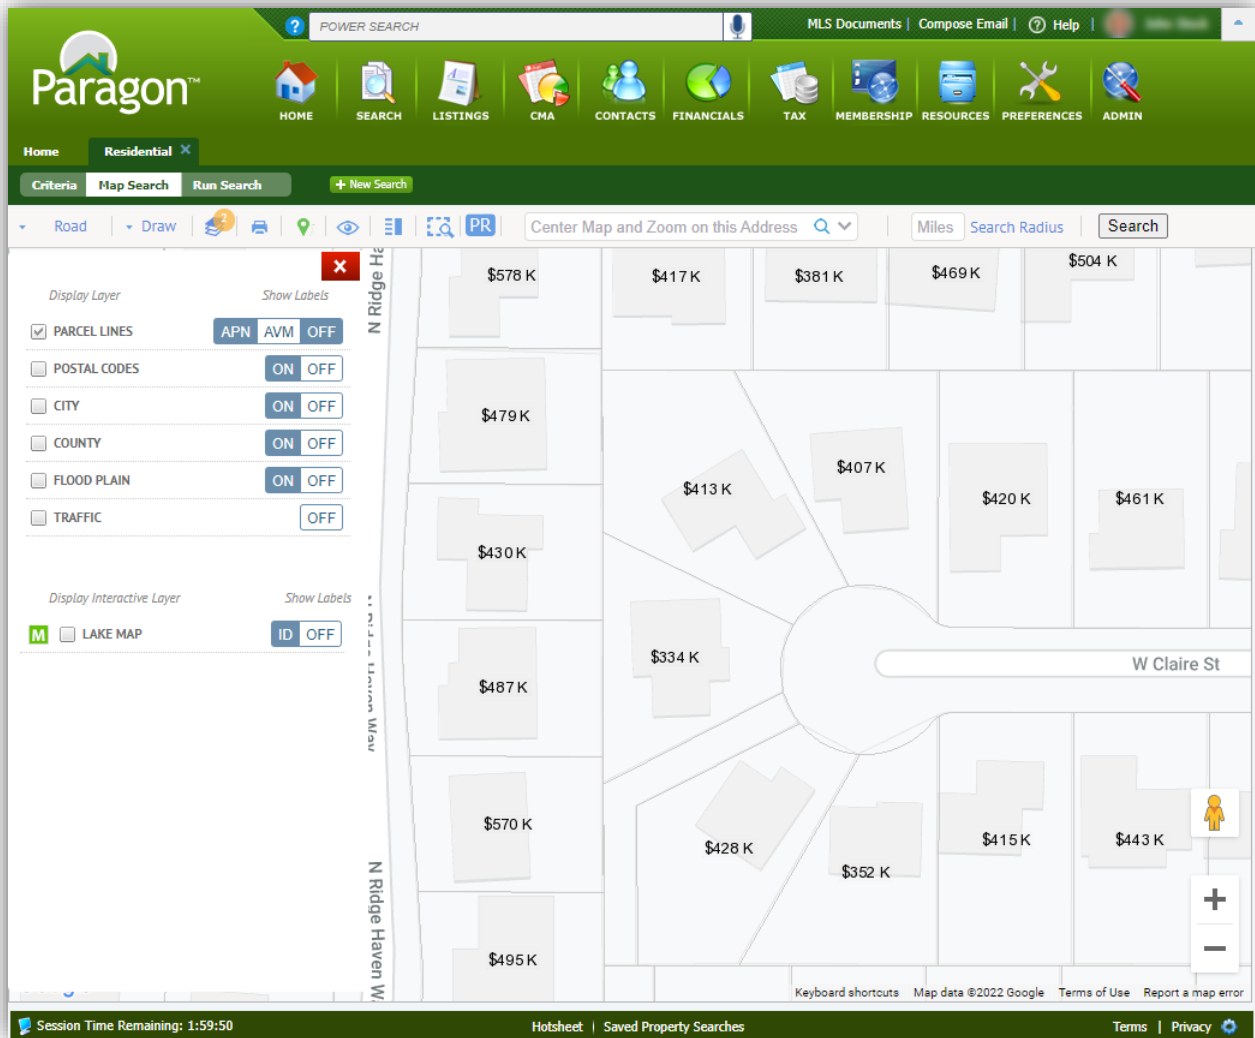 POWER SEARCH
MLS Documents | Compose Email | Help |
Paragon™
HOME SEARCH LISTINGS CMA CONTACTS FINANCIALS TAX MEMBERSHIP RESOURCES PREFERENCES ADMIN
Home Residential
Criteria Map Search Run Search + New Search
Road Draw 2 PR Center Map and Zoom on this Address Miles Search Radius Search
Display Layer Show Labels
PARCEL LINES APN AVM OFF
POSTAL CODES ON OFF
CITY ON OFF
COUNTY ON OFF
FLOOD PLAIN ON OFF
TRAFFIC OFF
Display Interactive Layer Show Labels
M LAKE MAP ID OFF
N Ridge Ha
$578 K $417 K $381 K $469 K $504 K
$479 K
$413 K $407 K $420 K $461 K
$430 K
$334 K
W Claire St
$487 K
$570 K
$428 K $352 K $415 K $443 K
N Ridge Haven W
$495 K
Keyboard shortcuts Map data ©2022 Google Terms of Use Report a map error
Session Time Remaining: 1:59:50 Hotsheet | Saved Property Searches Terms | Privacy